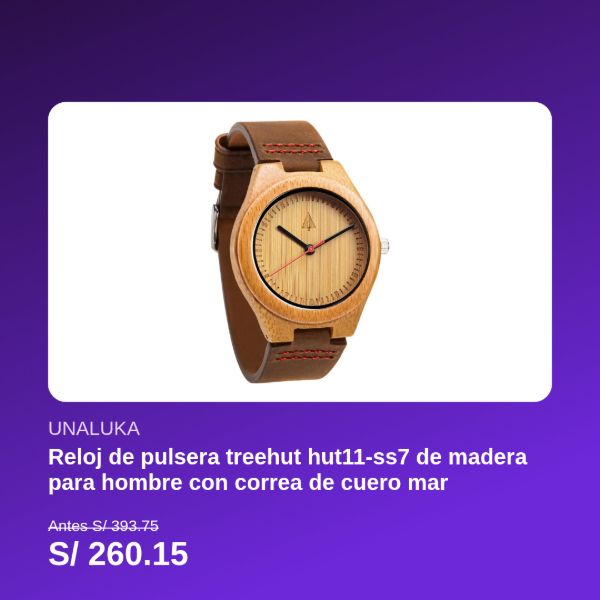 UNALUKA
Reloj de pulsera treehut hut11-ss7 de madera
para hombre con correa de cuero mar
Antes S/ 393.75
S/ 260.15